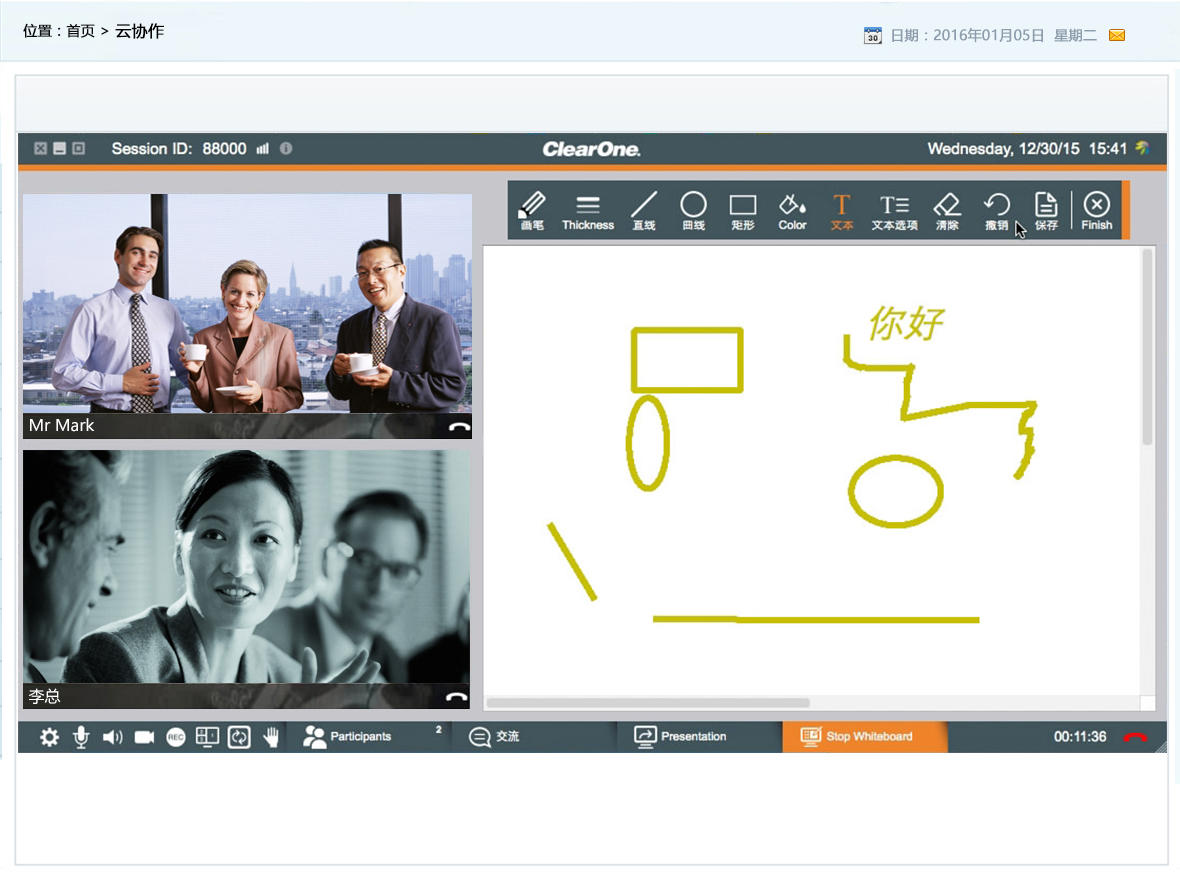 位置：首页 > 云协作
日期：2016年01月05日 星期二
Session ID: 88000
ClearOne.
Wednesday, 12/30/15 15:41
画笔 Thickness 直线 曲线 矩形 Color 文本 文本选项 清除 撤销 保存 Finish
你好
Mr Mark
李总
REC
Participants 2
交流
Presentation
Stop Whiteboard
00:11:36